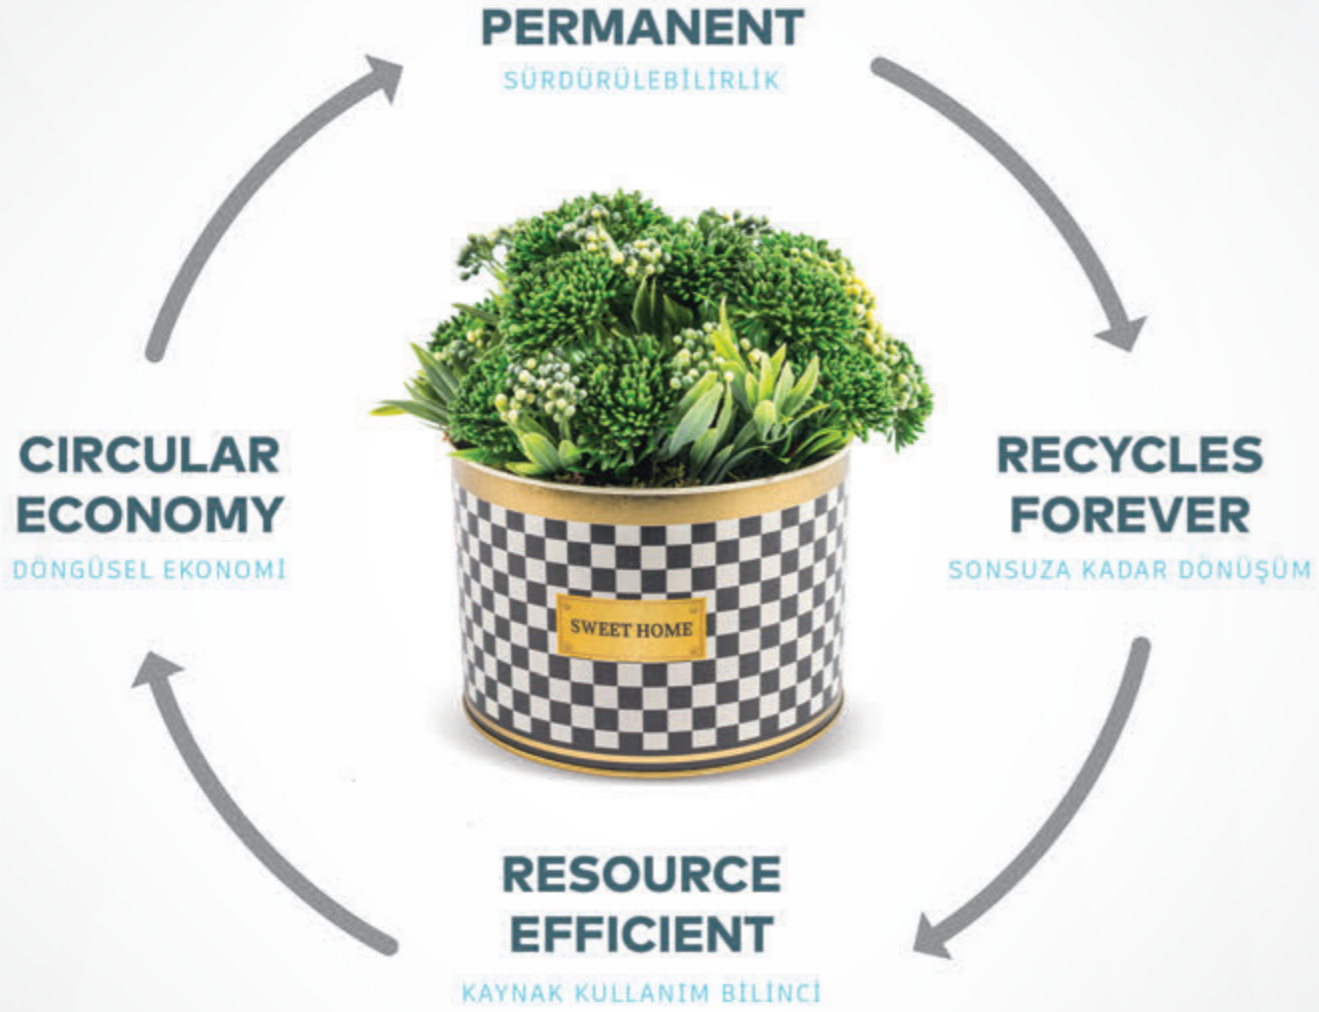 PERMANENT
SÜRDÜRÜLEBİLİRLİK
CIRCULAR
ECONOMY
DÖNGÜSEL EKONOMİ
RECYCLES
FOREVER
SONSUZA KADAR DÖNÜŞÜM
SWEET HOME
RESOURCE
EFFICIENT
KAYNAK KULLANIM BİLİNCİ